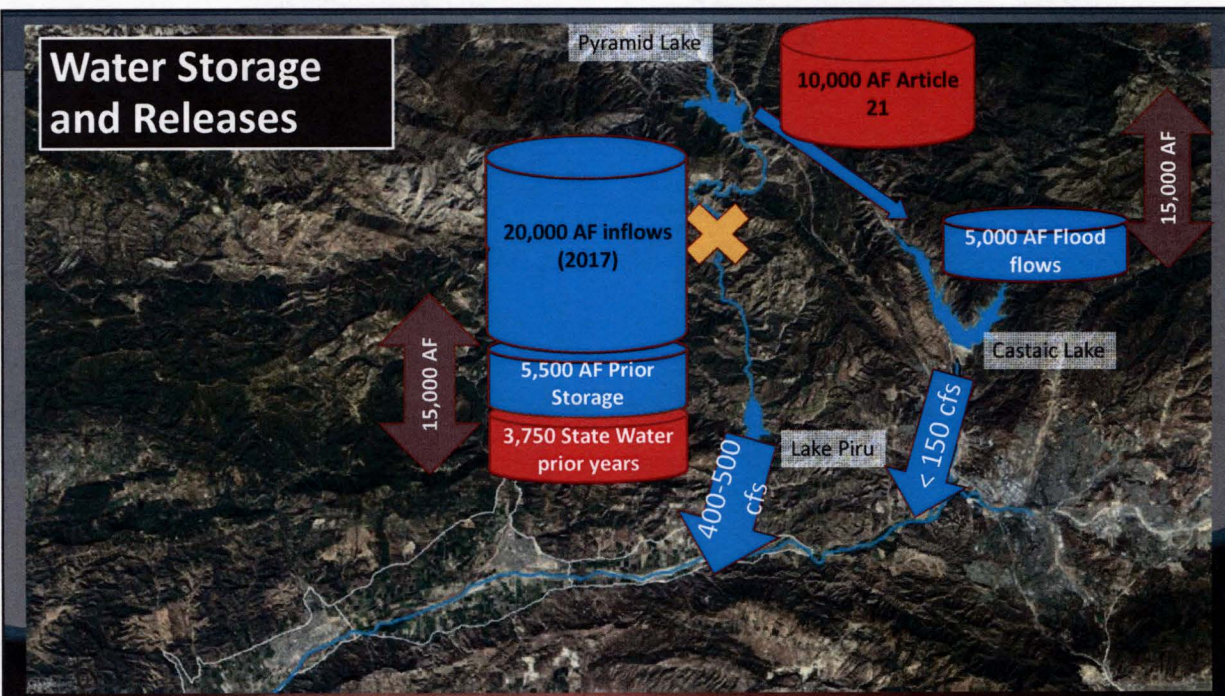 Water Storage
and Releases
Pyramid Lake
10,000 AF Article
21
15,000 AF
20,000 AF inflows
(2017)
5,000 AF Flood
flows
Castaic Lake
15,000 AF
5,500 AF Prior
Storage
3,750 State Water
prior years
Lake Piru
<150 cfs
400-500
cfs